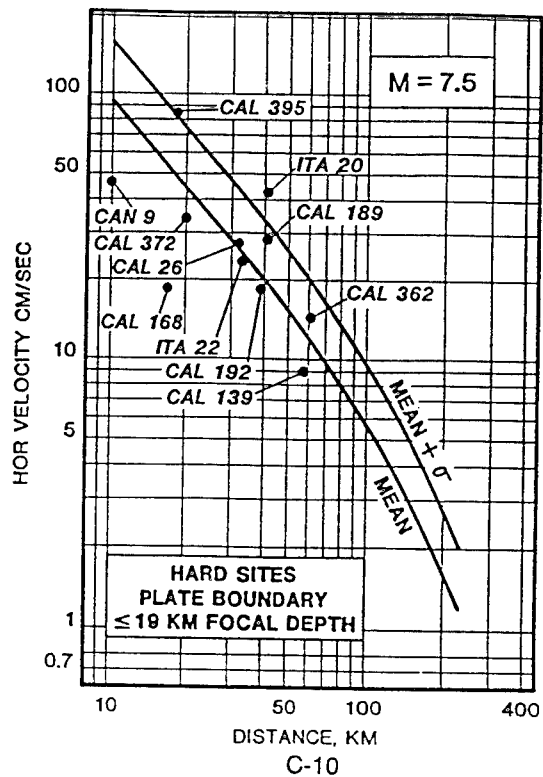 M = 7.5
100
50
10
5
1
0.7
HOR VELOCITY CM/SEC
CAL 395
ITA 20
CAN 9
CAL 189
CAL 372
CAL 26
CAL 362
CAL 168
ITA 22
CAL 192
CAL 139
MEAN + σ
MEAN
HARD SITES
PLATE BOUNDARY
≤ 19 KM FOCAL DEPTH
10
50
100
200
400
DISTANCE, KM
C-10